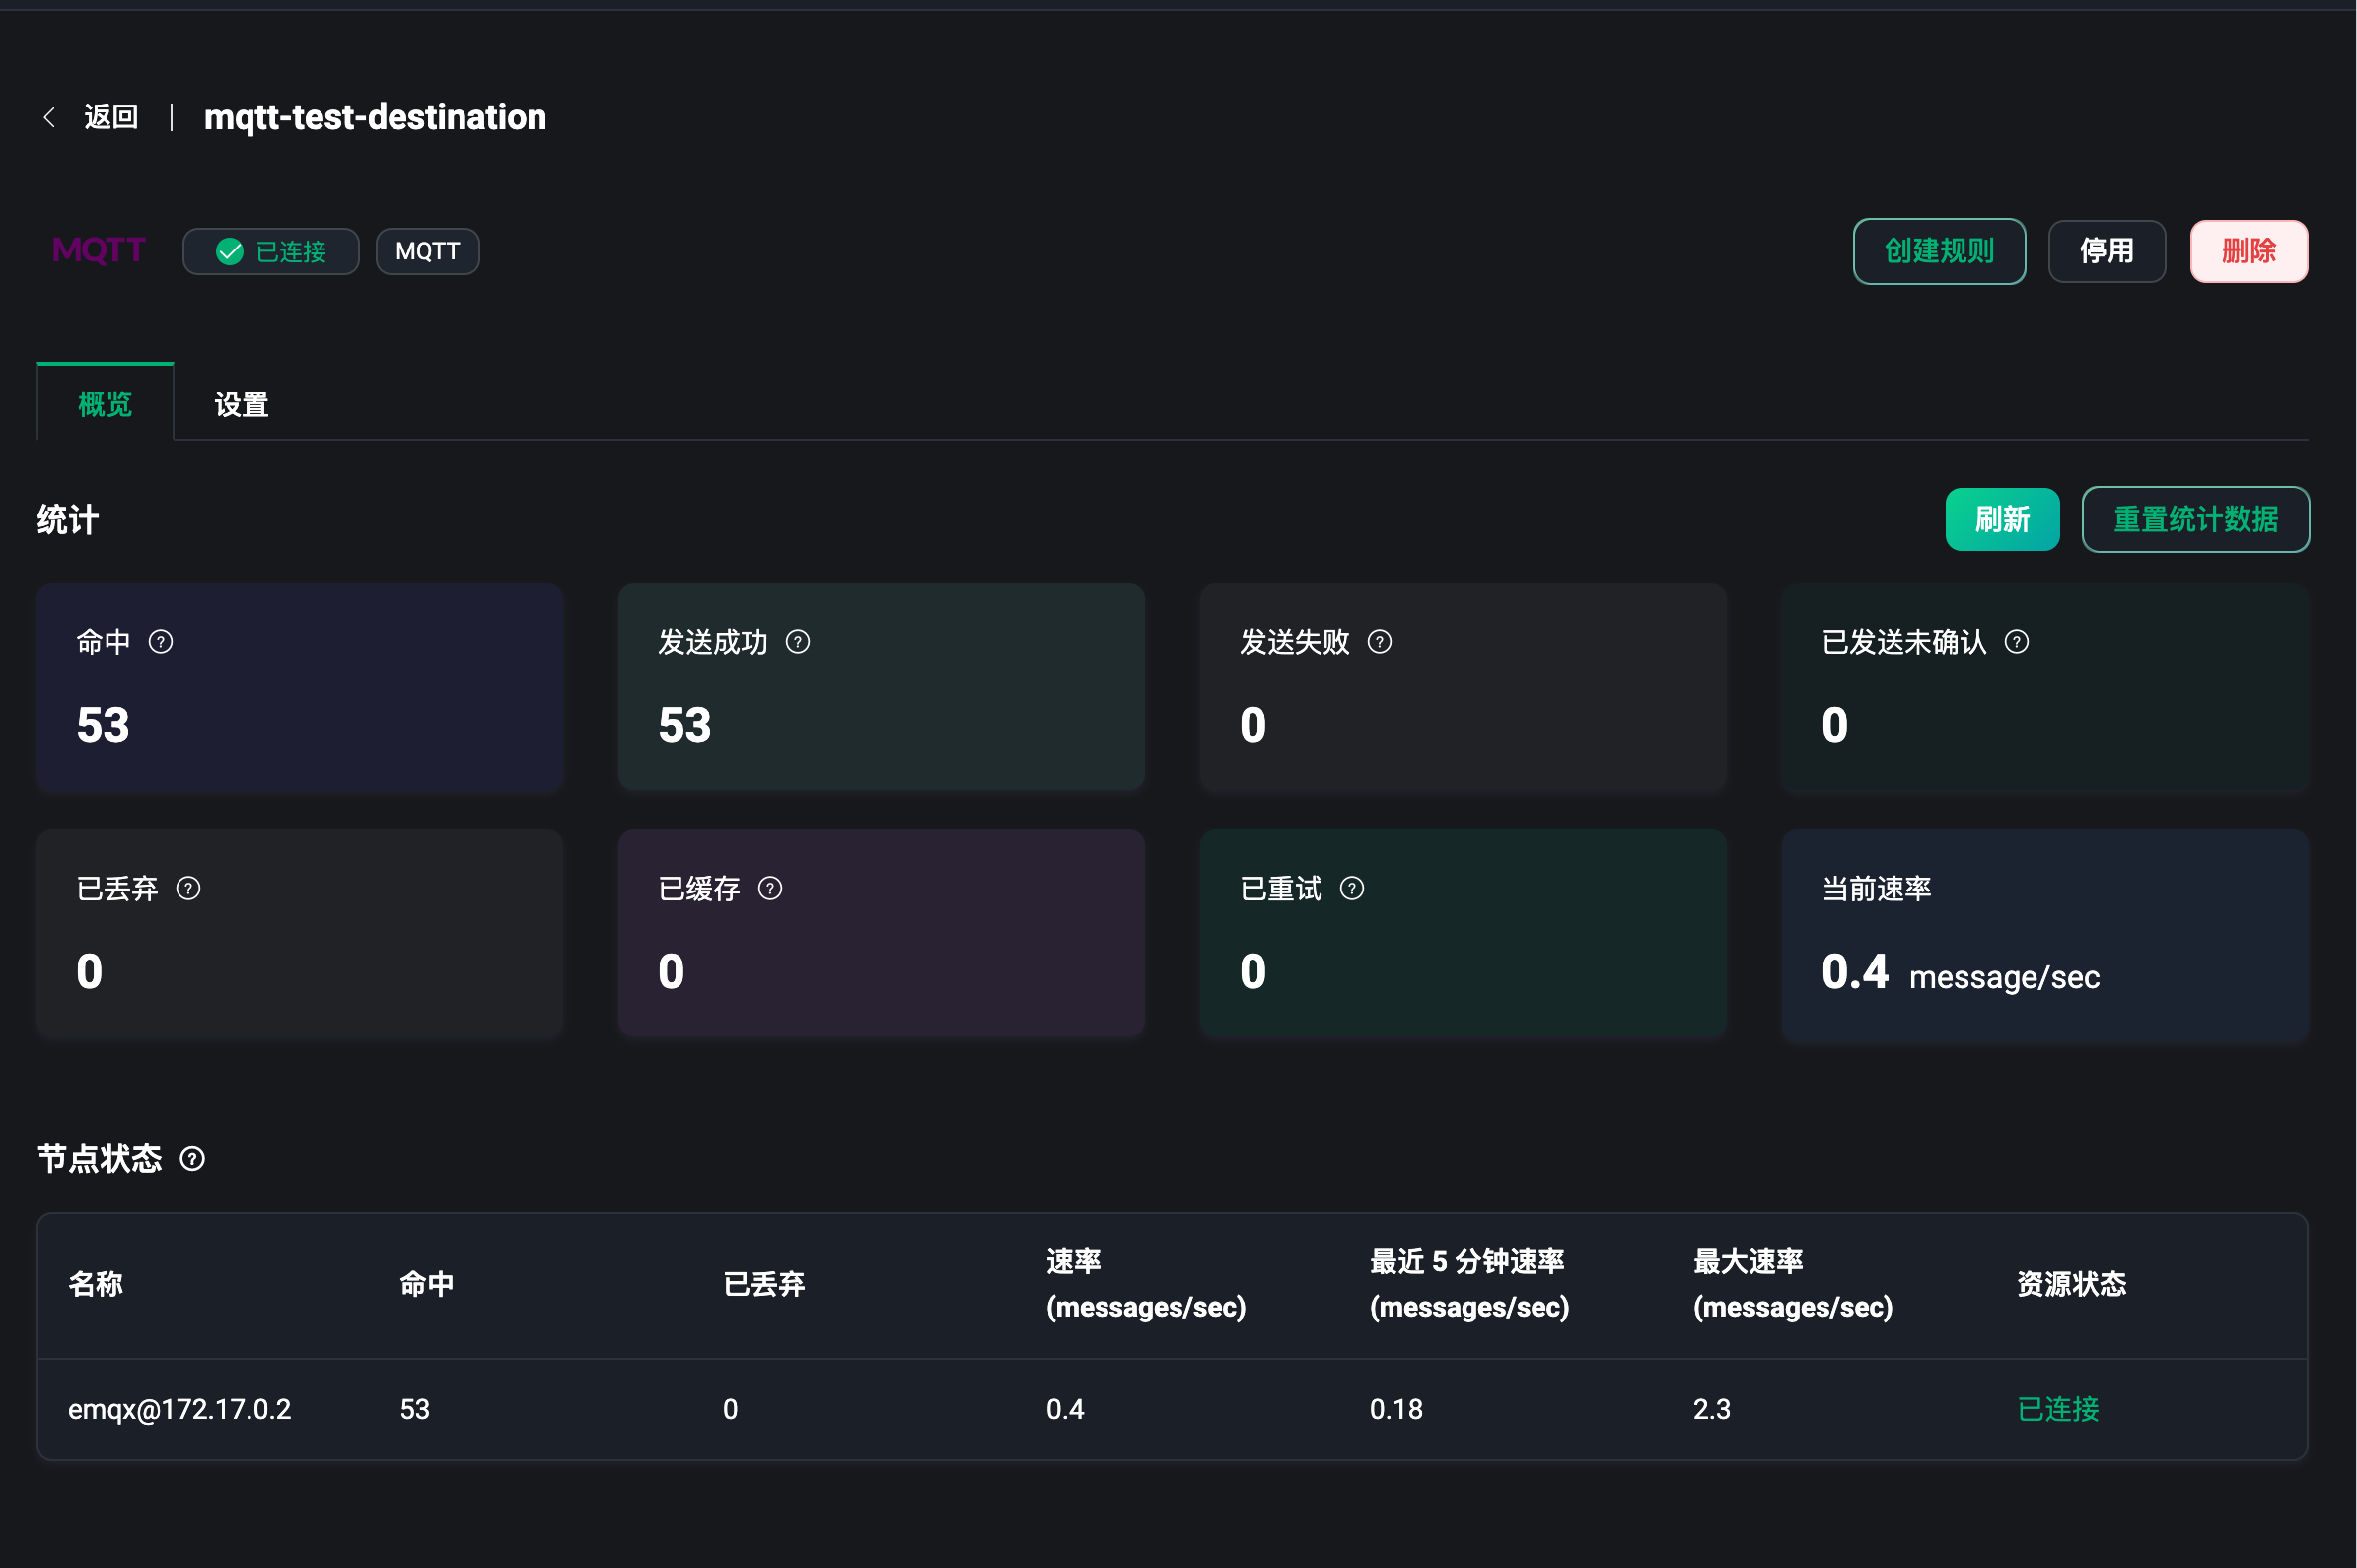 返回 | mqtt-test-destination
MQTT 已连接 MQTT 创建规则 停用 删除
概览 设置
统计 刷新 重置统计数据
命中 发送成功 发送失败 已发送未确认
53 53 0 0
已丢弃 已缓存 已重试 当前速率
0 0 0 0.4 message/sec
节点状态
名称 命中 已丢弃 速率 (messages/sec) 最近 5 分钟速率 (messages/sec) 最大速率 (messages/sec) 资源状态
emqx@172.17.0.2 53 0 0.4 0.18 2.3 已连接